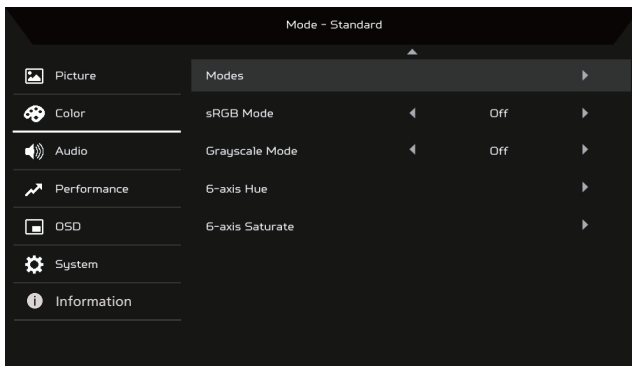 Mode - Standard
Picture
Modes
Color
sRGB Mode Off
Audio
Grayscale Mode Off
Performance
6-axis Hue
OSD
6-axis Saturate
System
Information